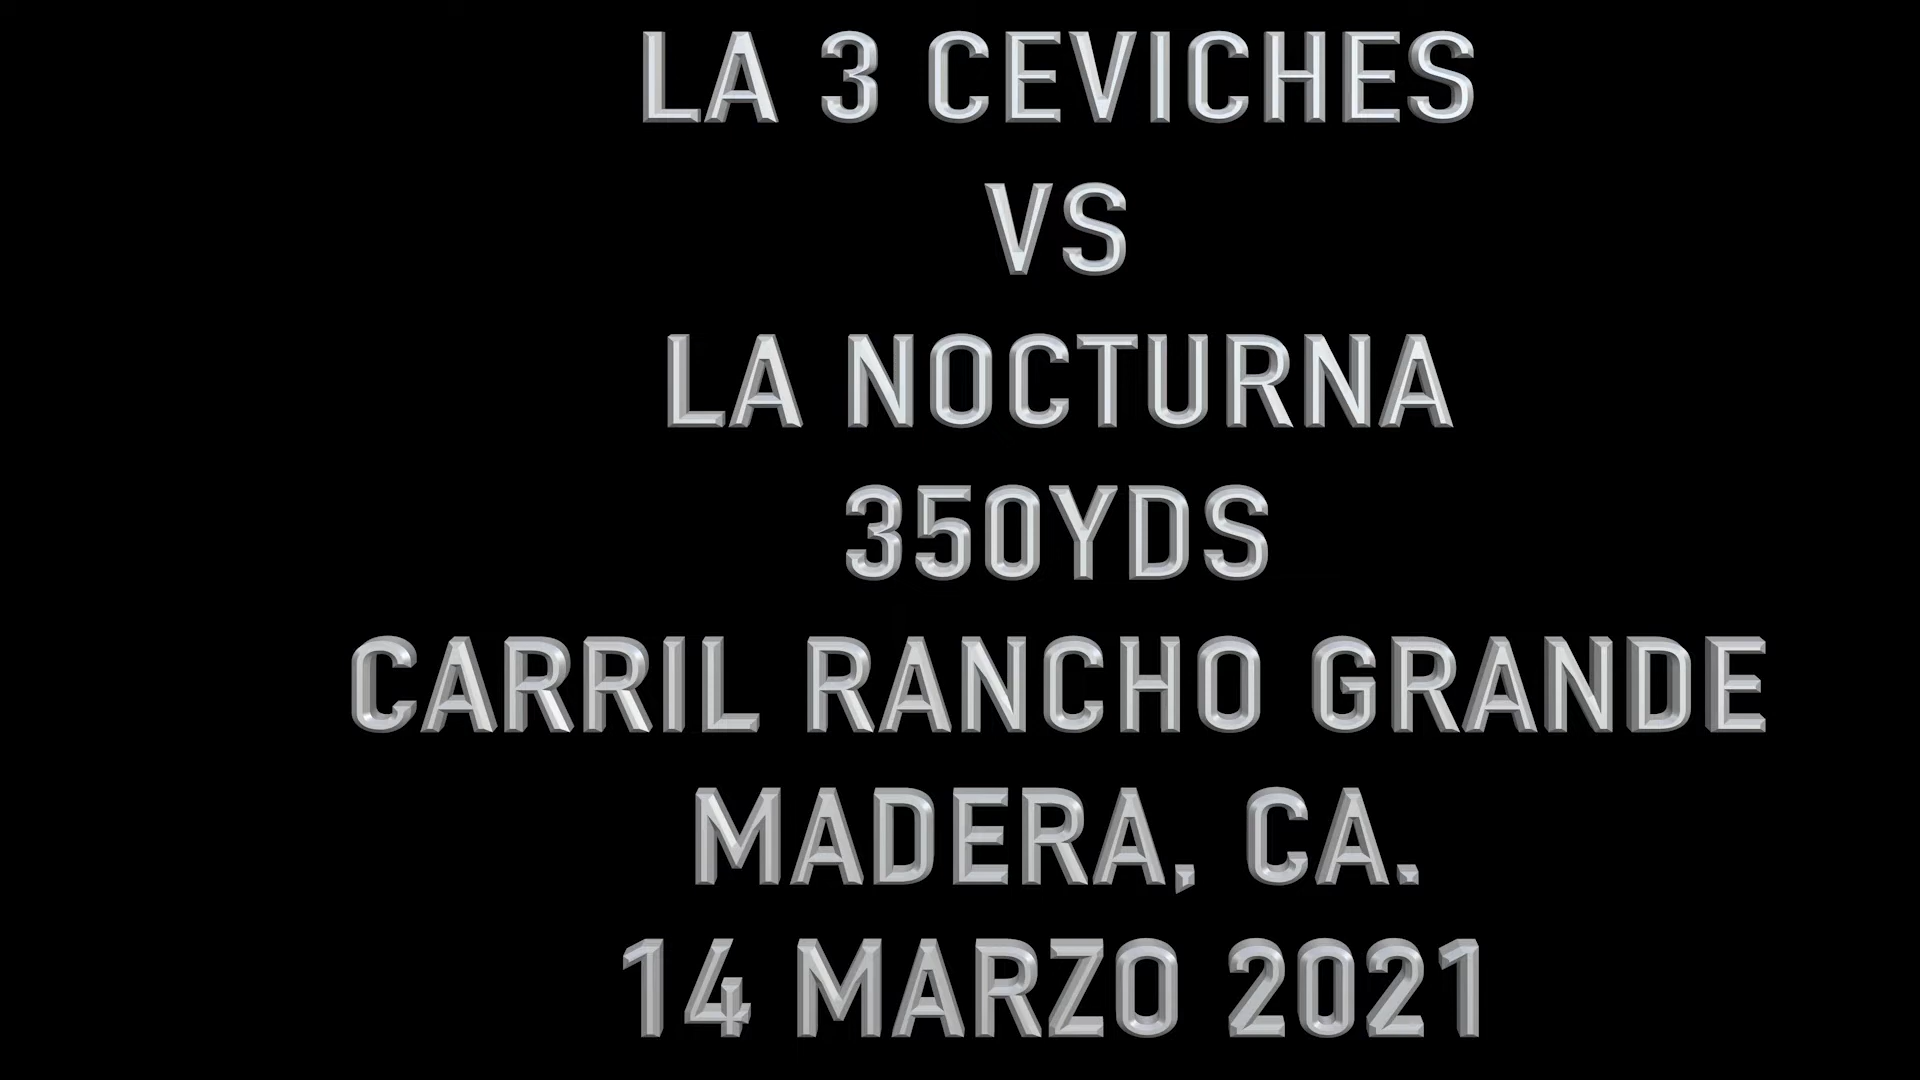 LA 3 CEVICHES
VS
LA NOCTURNA
350YDS
CARRIL RANCHO GRANDE
MADERA, CA.
14 MARZO 2021